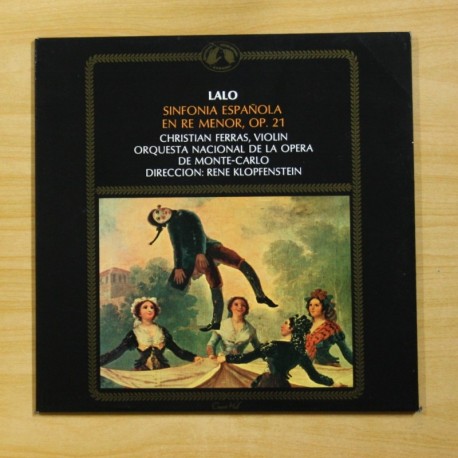 LALO
SINFONIA ESPAÑOLA
EN RE MENOR, OP. 21
CHRISTIAN FERRAS, VIOLIN
ORQUESTA NACIONAL DE LA OPERA
DE MONTE-CARLO
DIRECCION: RENE KLOPFENSTEIN